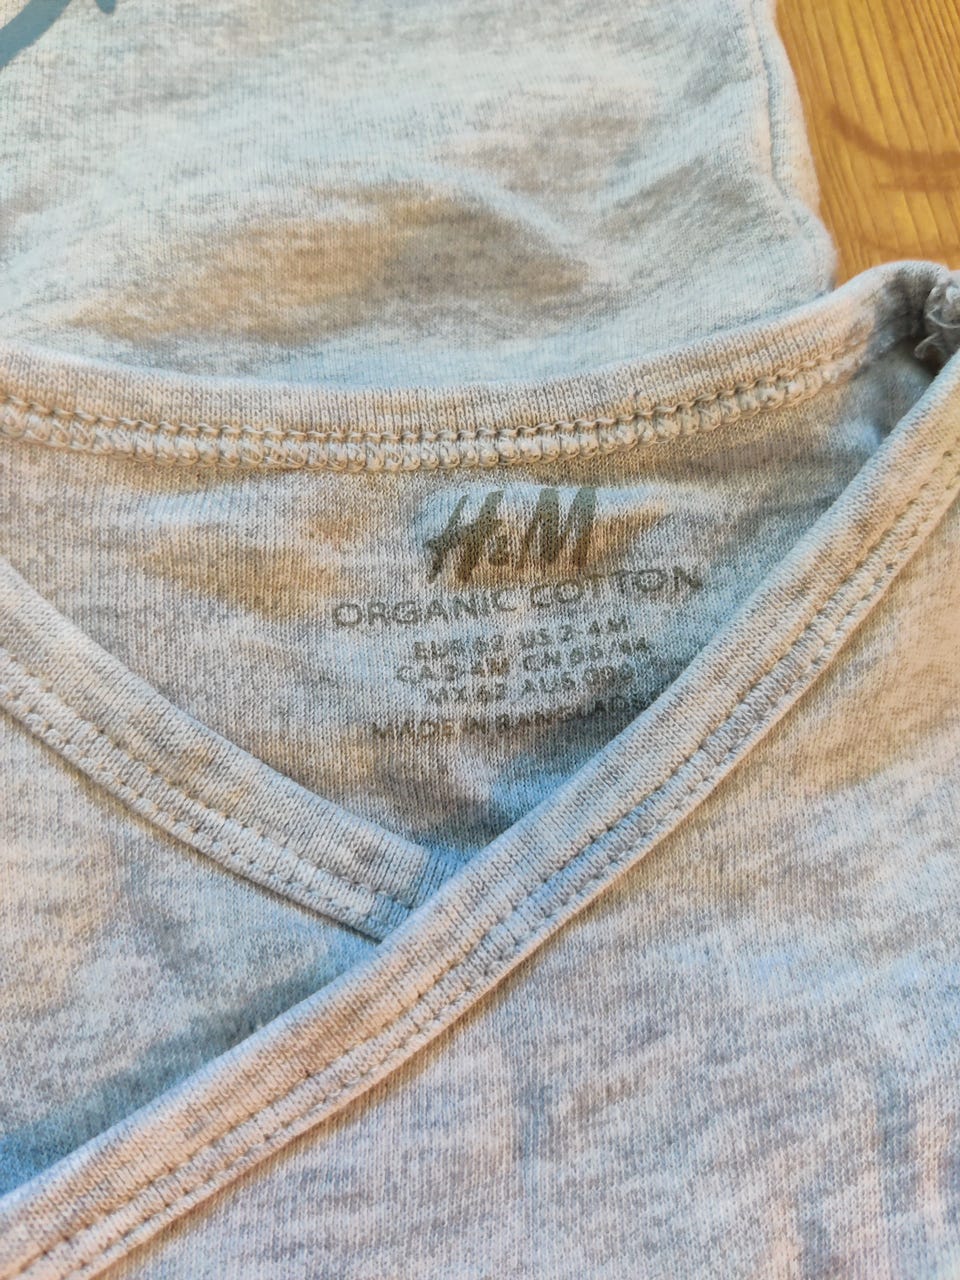 H&M
ORGANIC COTTON
EUR 62 US 2-4M
CA 2-4M CN
MX 62 AUS
MADE IN BANGLADESH